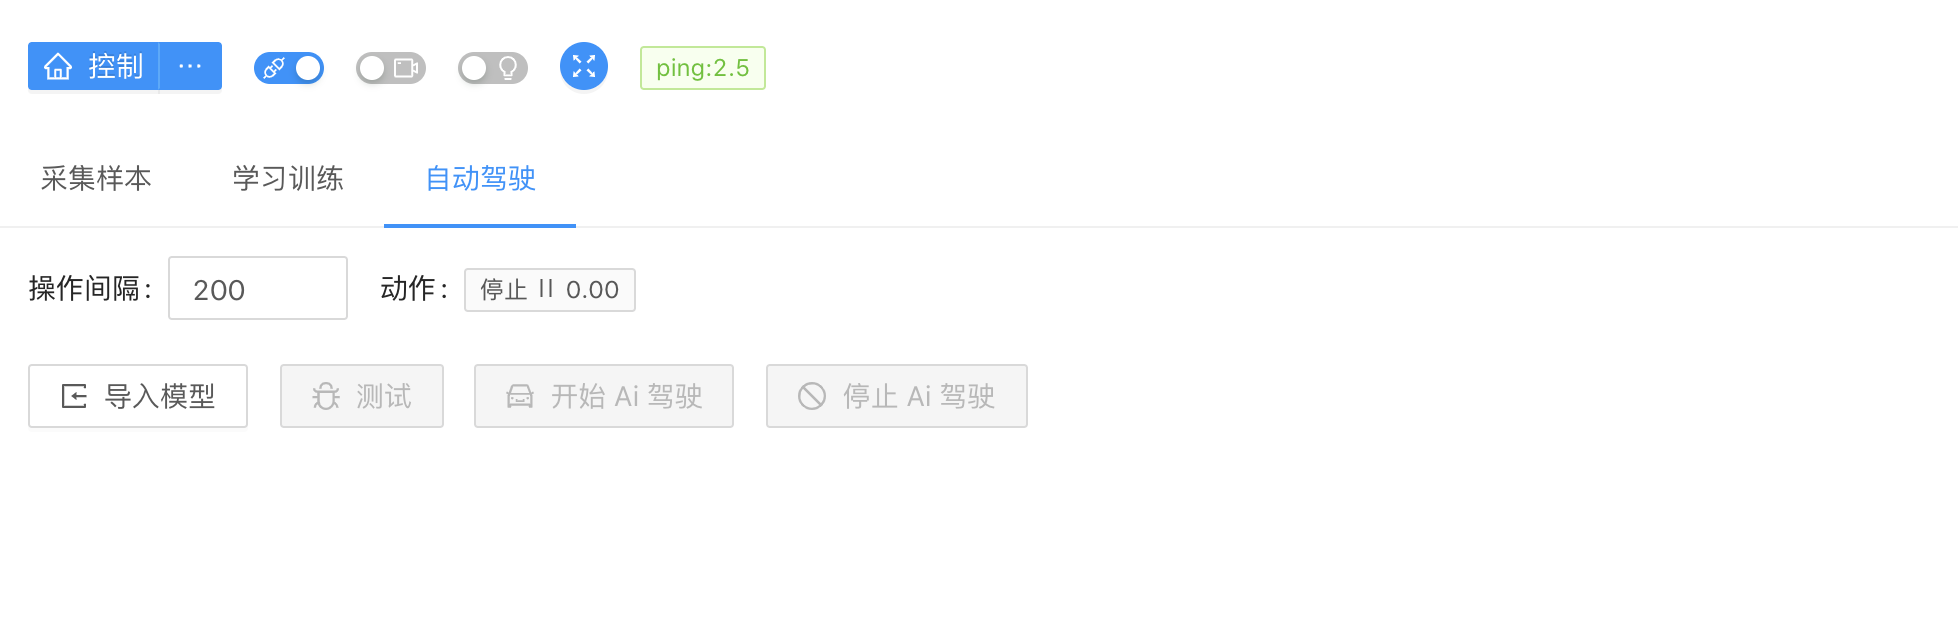 控制 ···
ping:2.5
采集样本 学习训练 自动驾驶
操作间隔: 200 动作: 停止 || 0.00
导入模型 测试 开始 Ai 驾驶 停止 Ai 驾驶